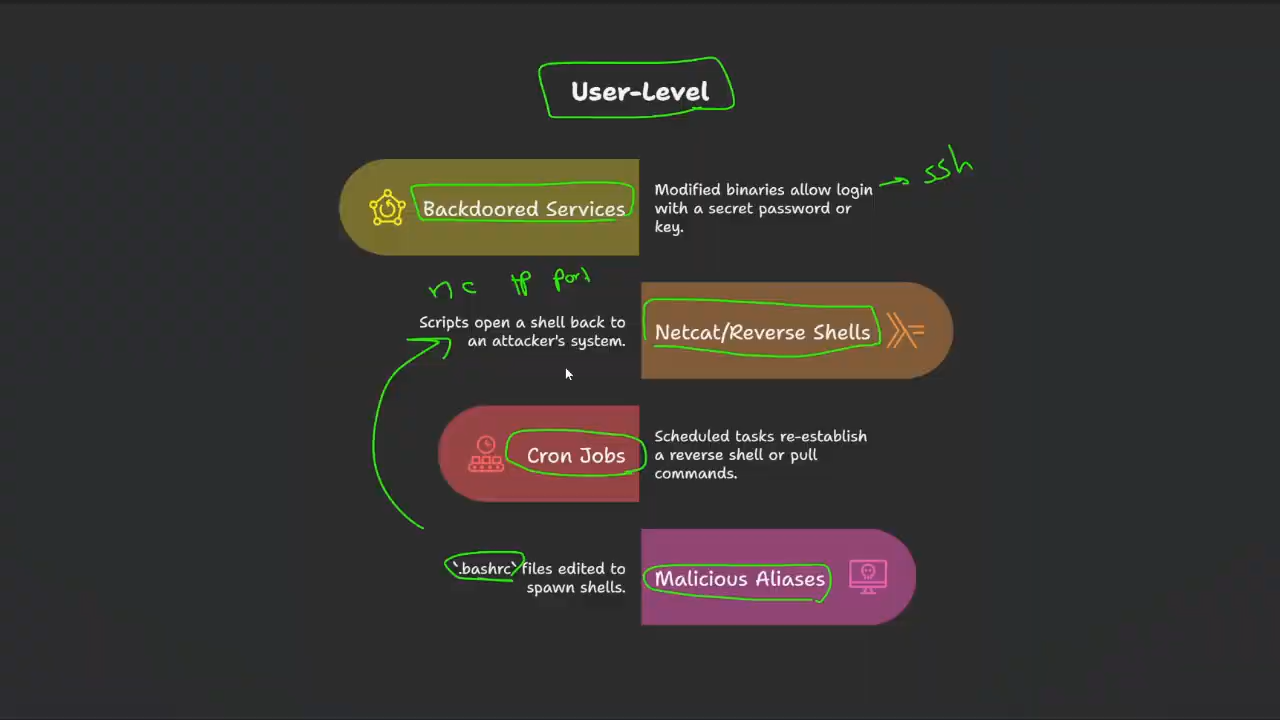 User-Level
Backdoored Services
Modified binaries allow login
with a secret password or
key.
→ ssh
nc IP port
Scripts open a shell back to
an attacker's system.
Netcat/Reverse Shells
Cron Jobs
Scheduled tasks re-establish
a reverse shell or pull
commands.
`.bashrc` files edited to
spawn shells.
Malicious Aliases